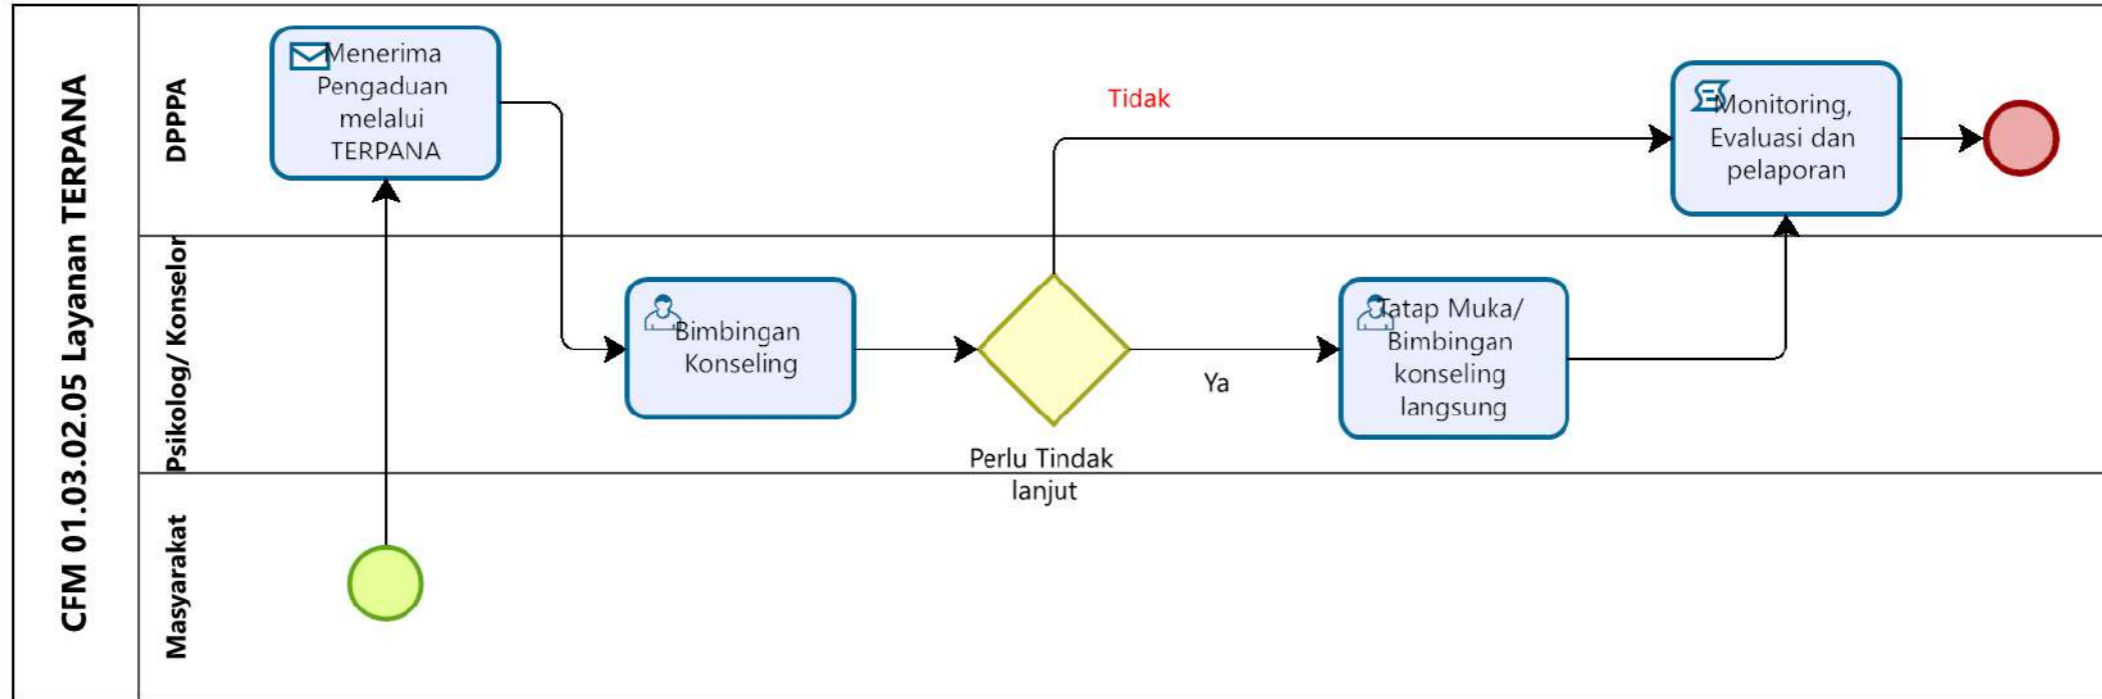 CFM 01.03.02.05 Layanan TERPANA
DPPPA
Menerima
Pengaduan
melalui
TERPANA
Tidak
Monitoring,
Evaluasi dan
pelaporan
Psikolog/ Konselor
Bimbingan
Konseling
Perlu Tindak
lanjut
Ya
Tatap Muka/
Bimbingan
konseling
langsung
Masyarakat